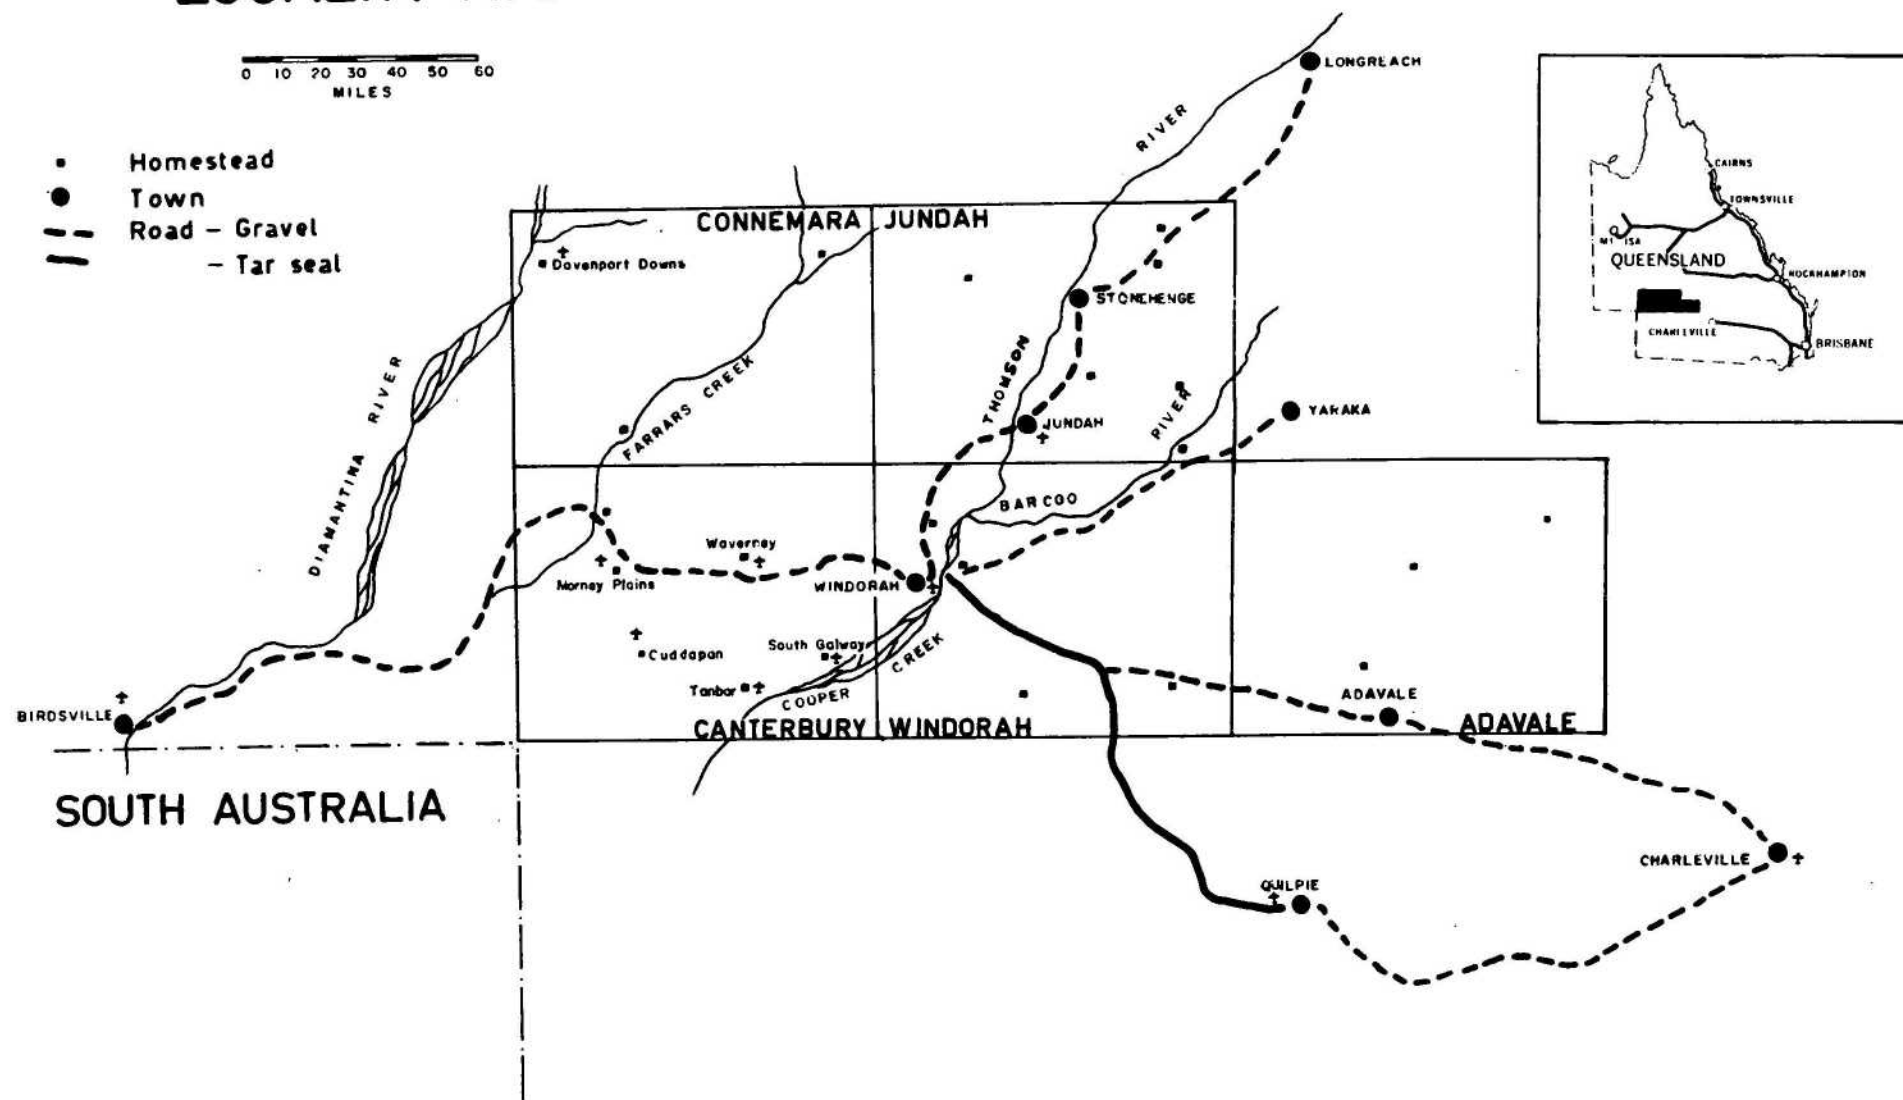 0 10 20 30 40 50 60
MILES
Homestead
Town
Road - Gravel
- Tar seal
LONGREACH
RIVER
CONNEMARA
JUNDAH
Davenport Downs
STONEHENGE
DIAMANTINA RIVER
FARRARS CREEK
THOMSON
JUNDAH
RIVER
YARAKA
BARCOO
Waverney
Morney Plains
WINDORAH
Cuddapan
South Galway
Tanbar
COOPER CREEK
CANTERBURY
WINDORAH
ADAVALE
ADAVALE
BIRDSVILLE
SOUTH AUSTRALIA
QUILPIE
CHARLEVILLE
CAIRNS
TOWNSVILLE
MT ISA
QUEENSLAND
ROCKHAMPTON
CHARLEVILLE
BRISBANE